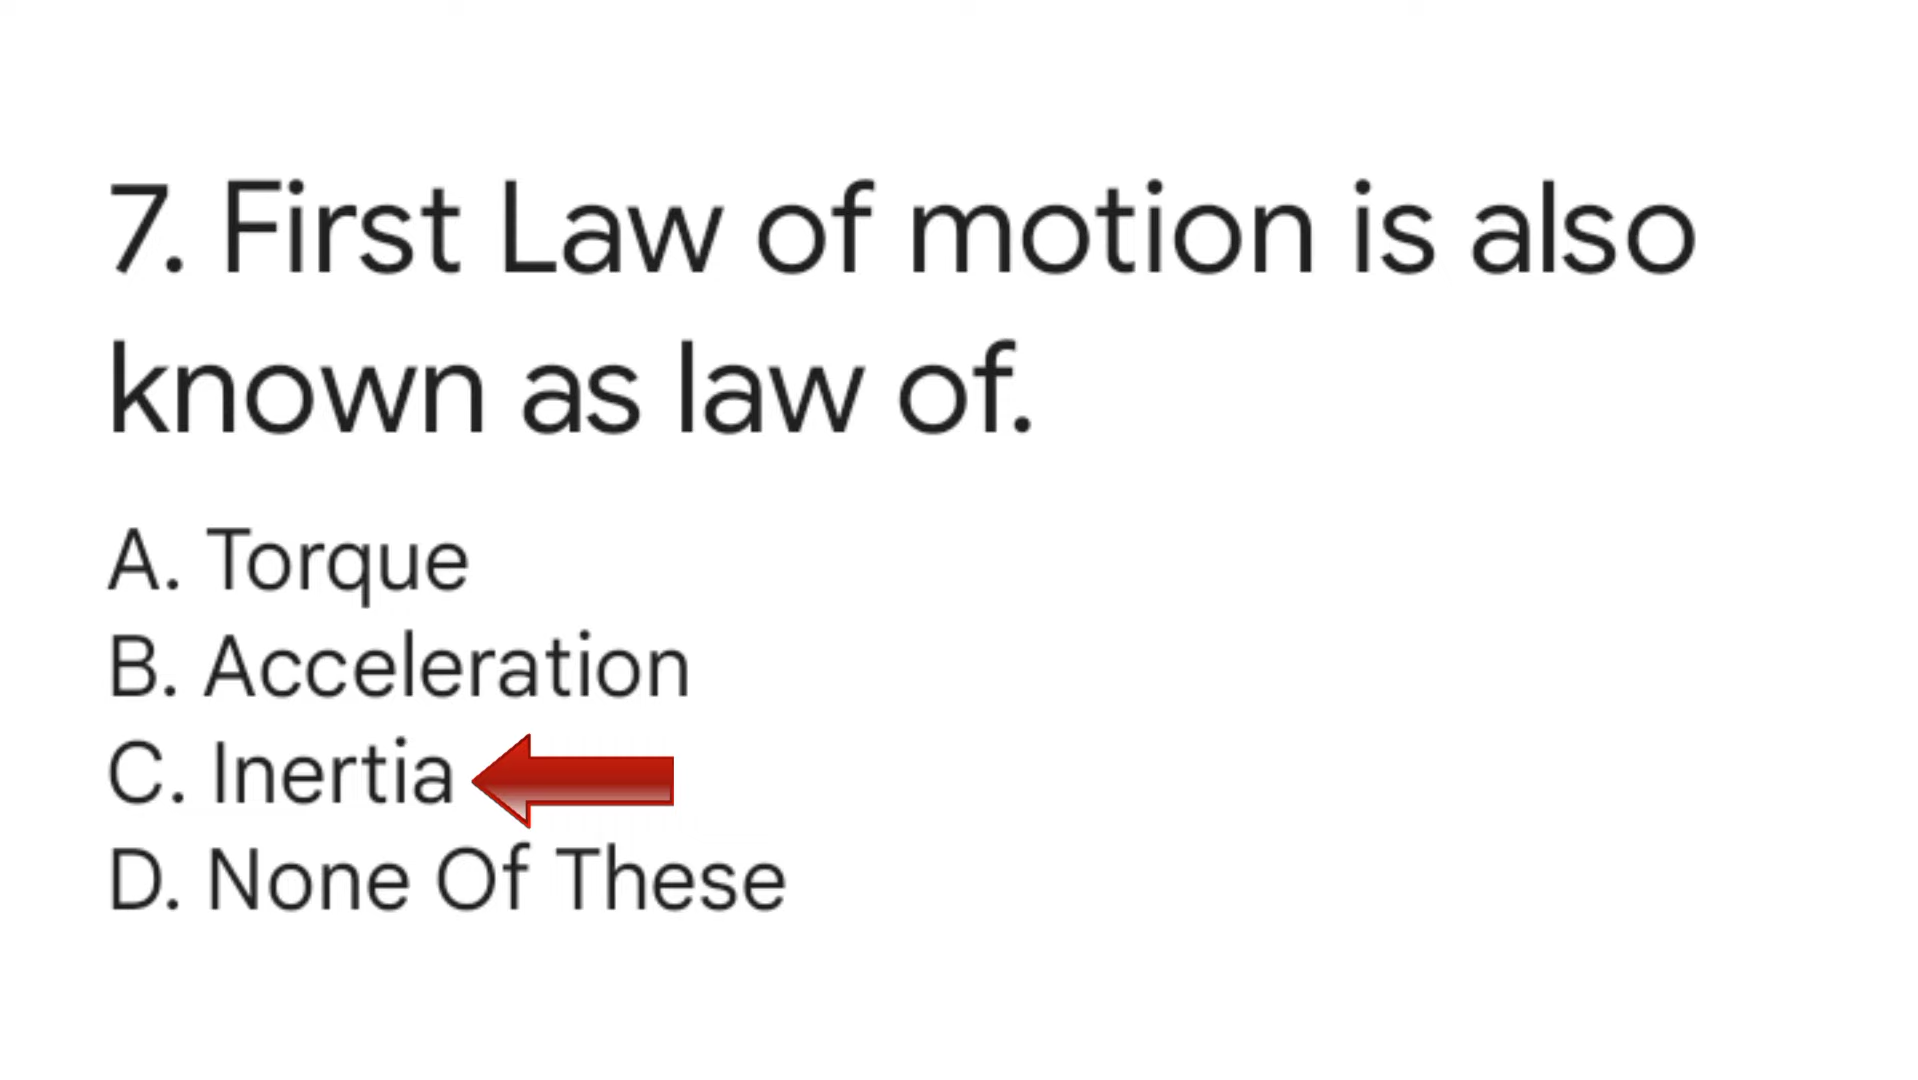 7. First Law of motion is also
known as law of.
A. Torque
B. Acceleration
C. Inertia
D. None Of These